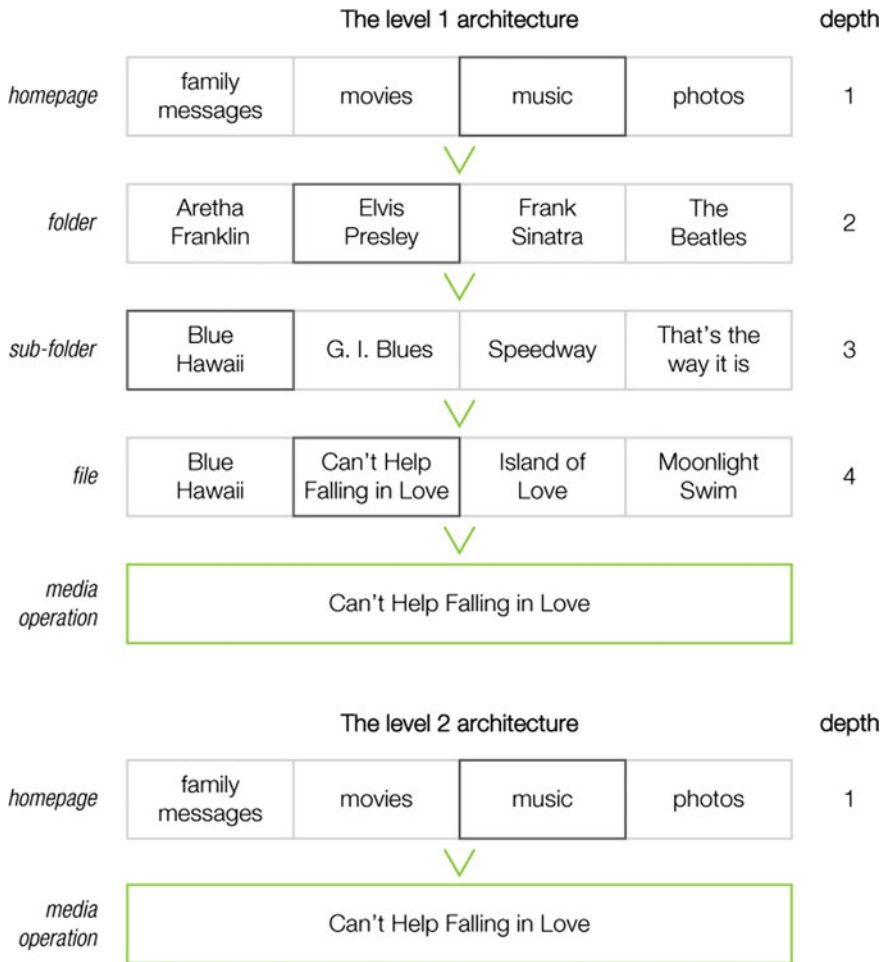 The level 1 architecture depth
homepage family messages movies music photos 1
folder Aretha Franklin Elvis Presley Frank Sinatra The Beatles 2
sub-folder Blue Hawaii G. I. Blues Speedway That's the way it is 3
file Blue Hawaii Can't Help Falling in Love Island of Love Moonlight Swim 4
media operation Can't Help Falling in Love
The level 2 architecture depth
homepage family messages movies music photos 1
media operation Can't Help Falling in Love